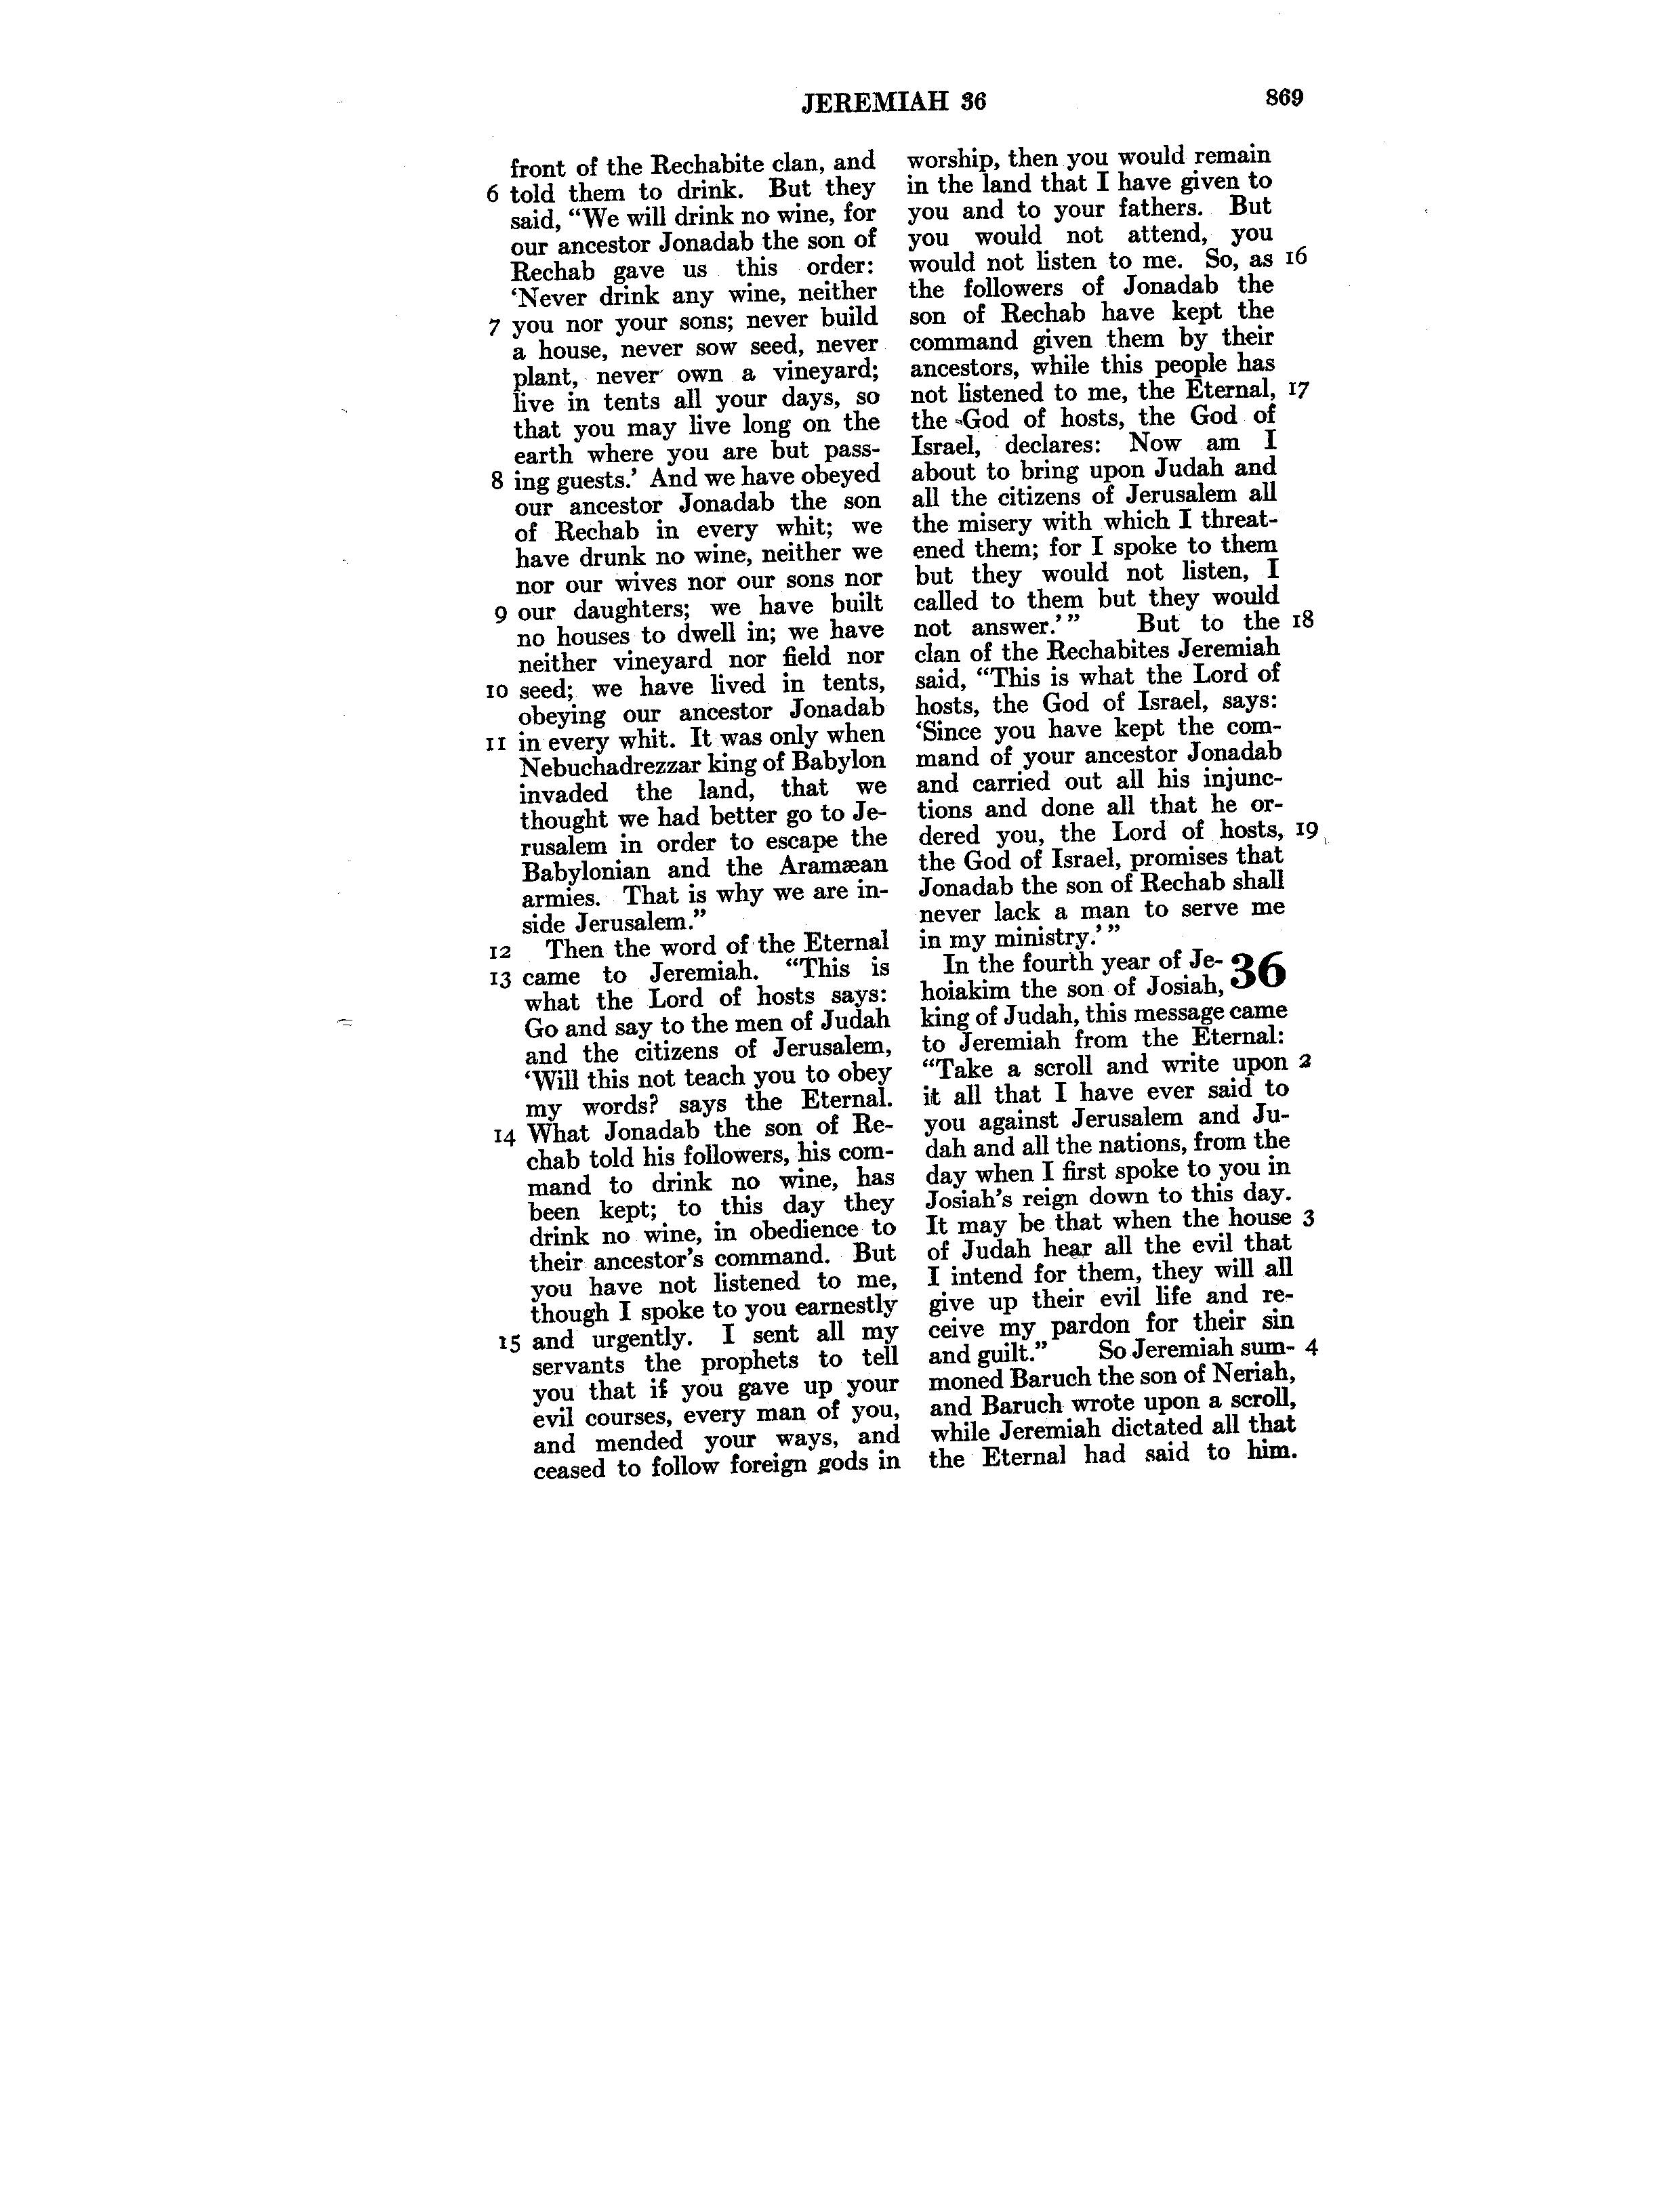 JEREMIAH 36 869
front of the Rechabite clan, and
6 told them to drink. But they
said, “We will drink no wine, for
our ancestor Jonadab the son of
Rechab gave us this order:
‘Never drink any wine, neither
7 you nor your sons; never build
a house, never sow seed, never
plant, never own a vineyard;
live in tents all your days, so
that you may live long on the
earth where you are but pass-
8 ing guests.’ And we have obeyed
our ancestor Jonadab the son
of Rechab in every whit; we
have drunk no wine, neither we
nor our wives nor our sons nor
9 our daughters; we have built
no houses to dwell in; we have
neither vineyard nor field nor
10 seed; we have lived in tents,
obeying our ancestor Jonadab
11 in every whit. It was only when
Nebuchadrezzar king of Babylon
invaded the land, that we
thought we had better go to Je-
rusalem in order to escape the
Babylonian and the Aramæan
armies. That is why we are in-
side Jerusalem.”
12 Then the word of the Eternal
13 came to Jeremiah. “This is
what the Lord of hosts says:
Go and say to the men of Judah
and the citizens of Jerusalem,
‘Will this not teach you to obey
my words? says the Eternal.
14 What Jonadab the son of Re-
chab told his followers, his com-
mand to drink no wine, has
been kept; to this day they
drink no wine, in obedience to
their ancestor’s command. But
you have not listened to me,
though I spoke to you earnestly
15 and urgently. I sent all my
servants the prophets to tell
you that if you gave up your
evil courses, every man of you,
and mended your ways, and
ceased to follow foreign gods in
worship, then you would remain
in the land that I have given to
you and to your fathers. But
you would not attend, you
would not listen to me. So, as 16
the followers of Jonadab the
son of Rechab have kept the
command given them by their
ancestors, while this people has
not listened to me, the Eternal, 17
the God of hosts, the God of
Israel, declares: Now am I
about to bring upon Judah and
all the citizens of Jerusalem all
the misery with which I threat-
ened them; for I spoke to them
but they would not listen, I
called to them but they would
not answer.’” But to the 18
clan of the Rechabites Jeremiah
said, “This is what the Lord of
hosts, the God of Israel, says:
‘Since you have kept the com-
mand of your ancestor Jonadab
and carried out all his injunc-
tions and done all that he or-
dered you, the Lord of hosts, 19
the God of Israel, promises that
Jonadab the son of Rechab shall
never lack a man to serve me
in my ministry.’”
In the fourth year of Je- 36
hoiakim the son of Josiah,
king of Judah, this message came
to Jeremiah from the Eternal:
“Take a scroll and write upon 2
it all that I have ever said to
you against Jerusalem and Ju-
dah and all the nations, from the
day when I first spoke to you in
Josiah’s reign down to this day.
It may be that when the house 3
of Judah hear all the evil that
I intend for them, they will all
give up their evil life and re-
ceive my pardon for their sin
and guilt.” So Jeremiah sum- 4
moned Baruch the son of Neriah,
and Baruch wrote upon a scroll,
while Jeremiah dictated all that
the Eternal had said to him.